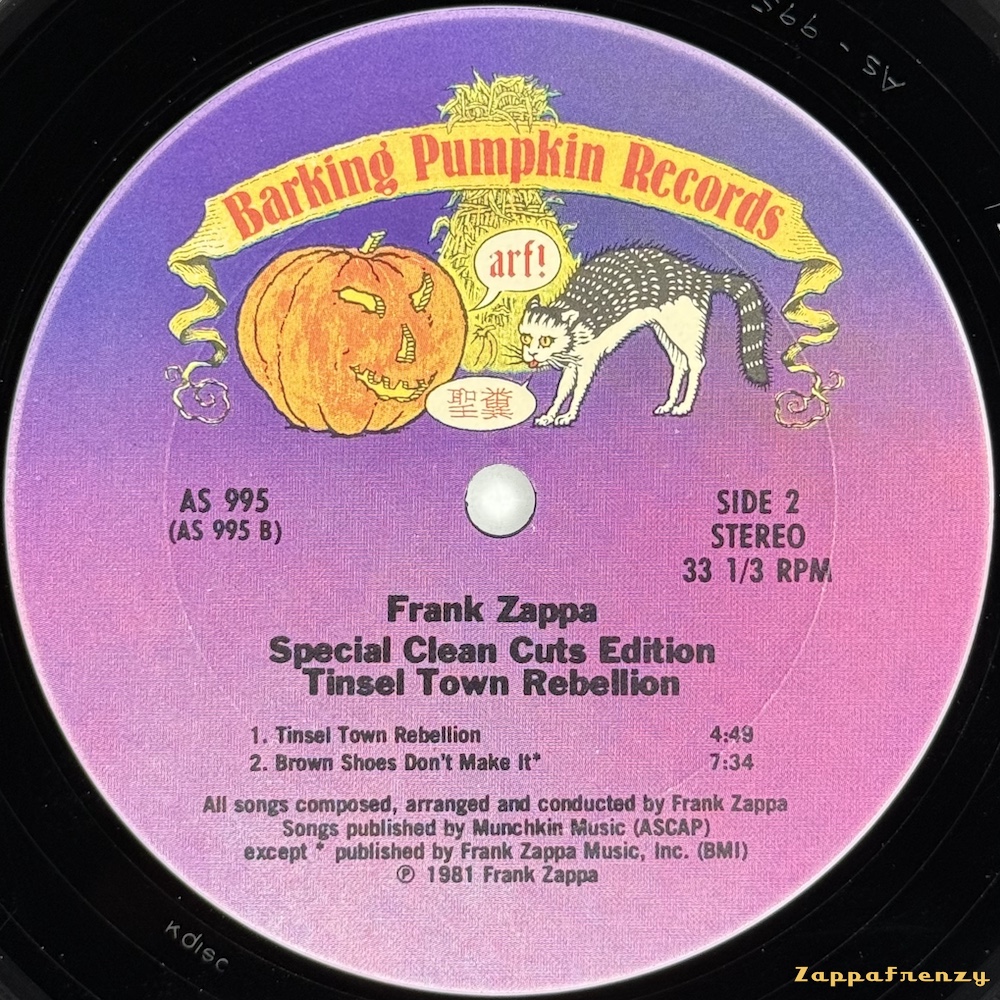 AS - 995
Barking Pumpkin Records
arf!
聖糞
AS 995
(AS 995 B)
SIDE 2
STEREO
33 1/3 RPM
Frank Zappa
Special Clean Cuts Edition
Tinsel Town Rebellion
1. Tinsel Town Rebellion 4:49
2. Brown Shoes Don't Make It* 7:34
All songs composed, arranged and conducted by Frank Zappa
Songs published by Munchkin Music (ASCAP)
except * published by Frank Zappa Music, Inc. (BMI)
℗ 1981 Frank Zappa
Kdisc
ZappaFrenzy